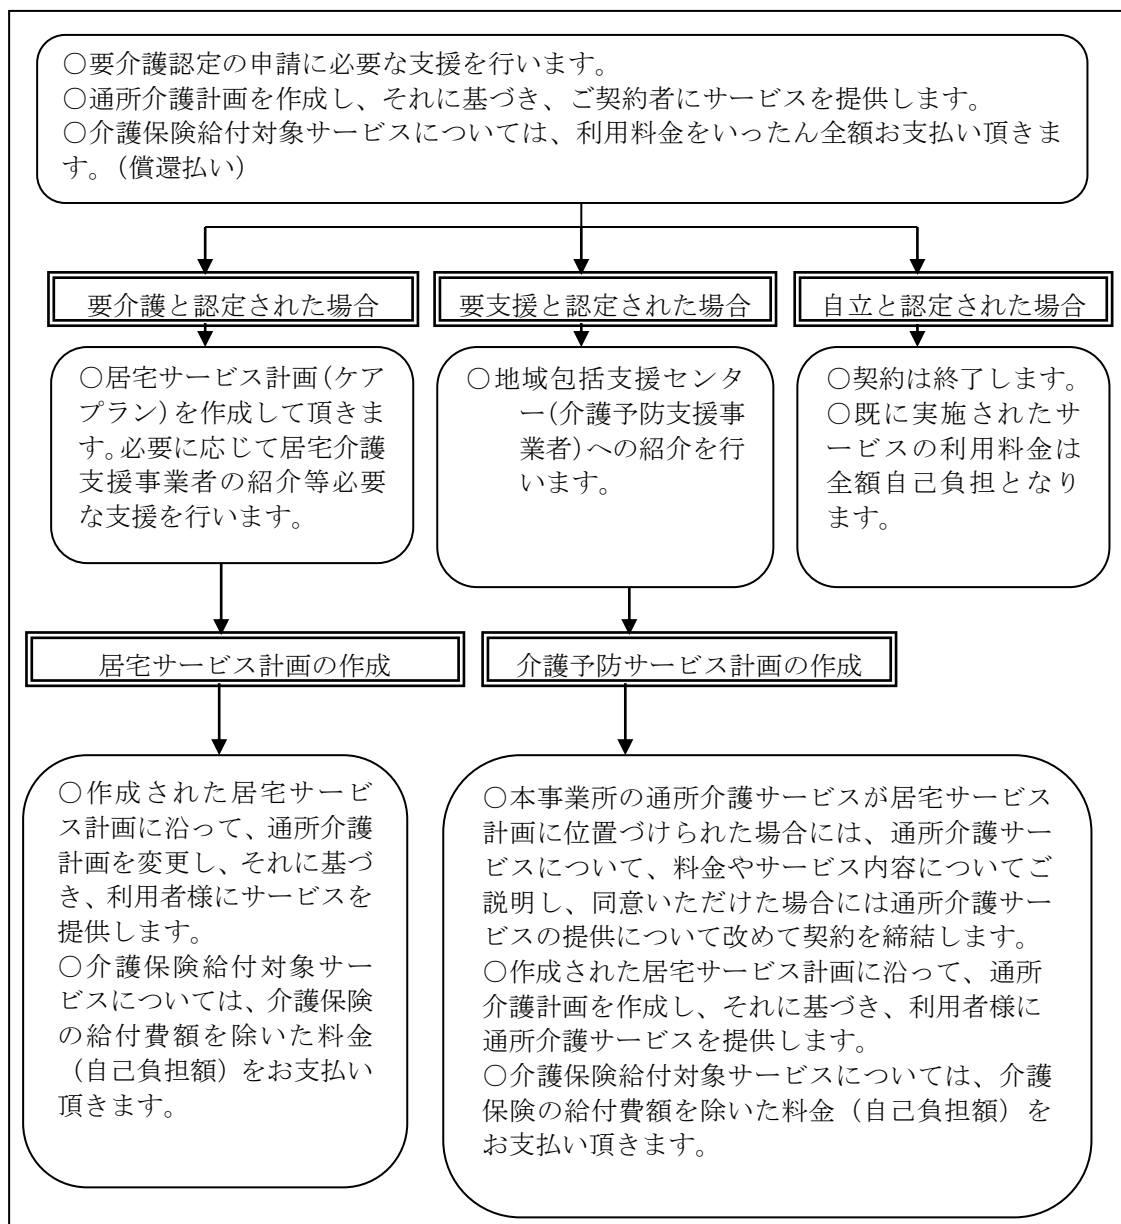 ○要介護認定の申請に必要な支援を行います。
○通所介護計画を作成し、それに基づき、ご契約者にサービスを提供します。
○介護保険給付対象サービスについては、利用料金をいったん全額お支払い頂きま
す。(償還払い)
要介護と認定された場合
要支援と認定された場合
自立と認定された場合
○居宅サービス計画(ケア
プラン)を作成して頂きま
す。必要に応じて居宅介護
支援事業者の紹介等必要
な支援を行います。
○地域包括支援センタ
ー(介護予防支援事
業者)への紹介を行
います。
○契約は終了します。
○既に実施されたサ
ービスの利用料金は
全額自己負担となり
ます。
居宅サービス計画の作成
介護予防サービス計画の作成
○作成された居宅サービ
ス計画に沿って、通所介護
計画を変更し、それに基づ
き、利用者様にサービスを
提供します。
○介護保険給付対象サー
ビスについては、介護保険
の給付費額を除いた料金
（自己負担額）をお支払い
頂きます。
○本事業所の通所介護サービスが居宅サービス
計画に位置づけられた場合には、通所介護サー
ビスについて、料金やサービス内容についてご
説明し、同意いただけた場合には通所介護サー
ビスの提供について改めて契約を締結します。
○作成された居宅サービス計画に沿って、通所
介護計画を作成し、それに基づき、利用者様に
通所介護サービスを提供します。
○介護保険給付対象サービスについては、介護
保険の給付費額を除いた料金（自己負担額）を
お支払い頂きます。